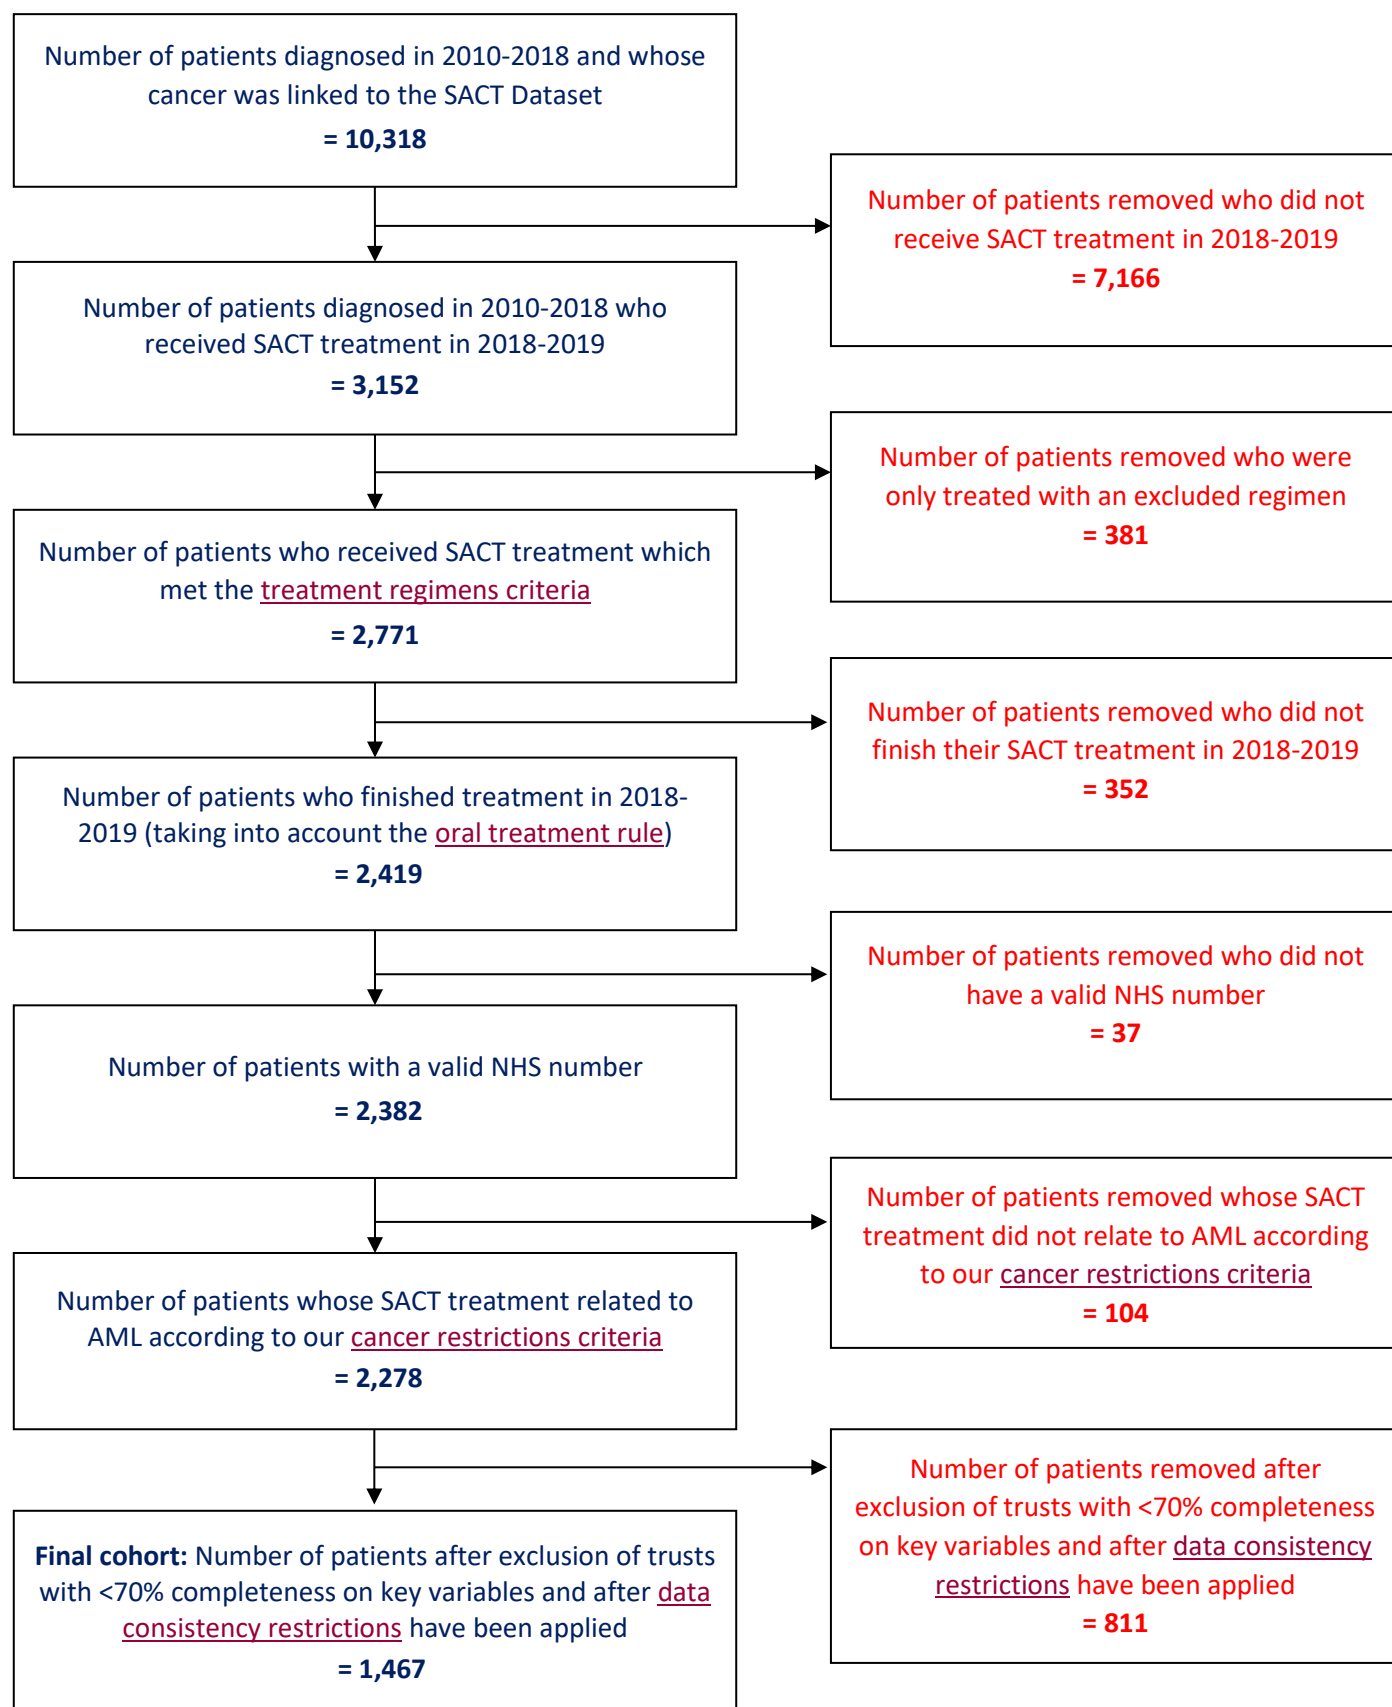 Number of patients diagnosed in 2010-2018 and whose
cancer was linked to the SACT Dataset
= 10,318
Number of patients removed who did not
receive SACT treatment in 2018-2019
= 7,166
Number of patients diagnosed in 2010-2018 who
received SACT treatment in 2018-2019
= 3,152
Number of patients removed who were
only treated with an excluded regimen
= 381
Number of patients who received SACT treatment which
met the treatment regimens criteria
= 2,771
Number of patients removed who did not
finish their SACT treatment in 2018-2019
= 352
Number of patients who finished treatment in 2018-
2019 (taking into account the oral treatment rule)
= 2,419
Number of patients removed who did not
have a valid NHS number
= 37
Number of patients with a valid NHS number
= 2,382
Number of patients removed whose SACT
treatment did not relate to AML according
to our cancer restrictions criteria
= 104
Number of patients whose SACT treatment related to
AML according to our cancer restrictions criteria
= 2,278
Number of patients removed after
exclusion of trusts with <70% completeness
on key variables and after data consistency
restrictions have been applied
= 811
Final cohort: Number of patients after exclusion of trusts
with <70% completeness on key variables and after data
consistency restrictions have been applied
= 1,467